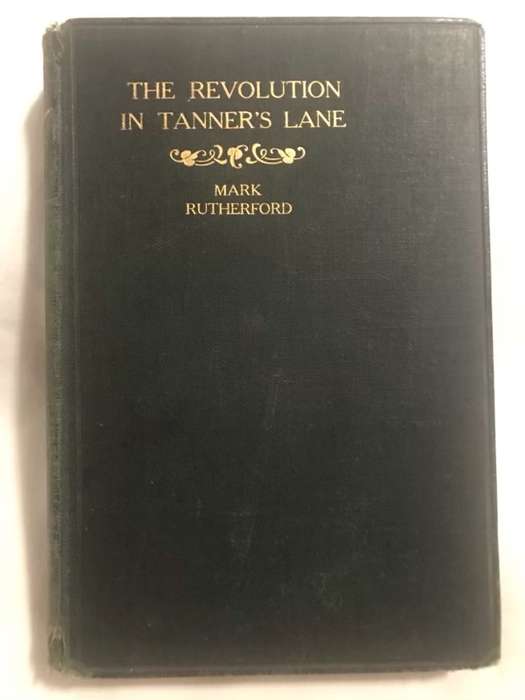 THE REVOLUTION
IN TANNER'S LANE
MARK
RUTHERFORD